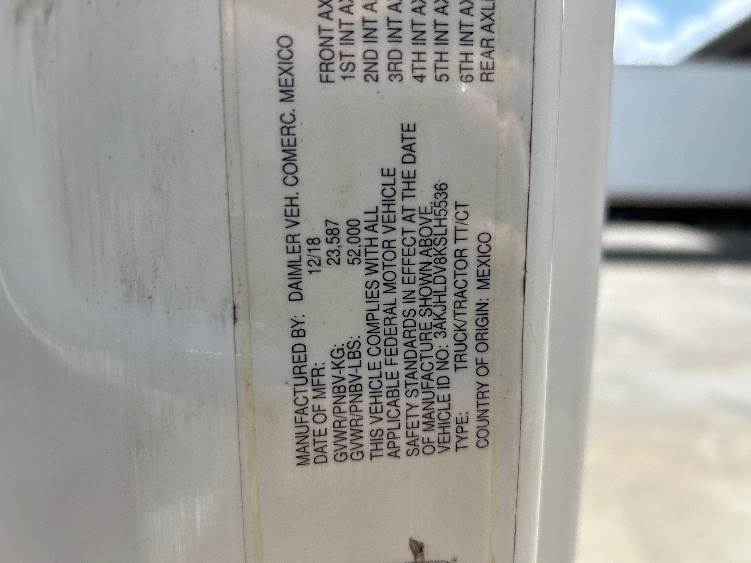 MANUFACTURED BY: DAIMLER VEH. COMERC. MEXICO
DATE OF MFR: 12/18
GVWR/PNBV-KG: 23,587
GVWR/PNBV-LBS: 52,000
THIS VEHICLE COMPLIES WITH ALL
APPLICABLE FEDERAL MOTOR VEHICLE
SAFETY STANDARDS IN EFFECT AT THE DATE
OF MANUFACTURE SHOWN ABOVE.
VEHICLE ID NO: 3AKJHLDV8KSLH5536
TYPE: TRUCK/TRACTOR TT/CT
COUNTRY OF ORIGIN: MEXICO
FRONT AX
1ST INT AX
2ND INT A
3RD INT A
4TH INT AX
5TH INT AX
6TH INT AX
REAR AXL